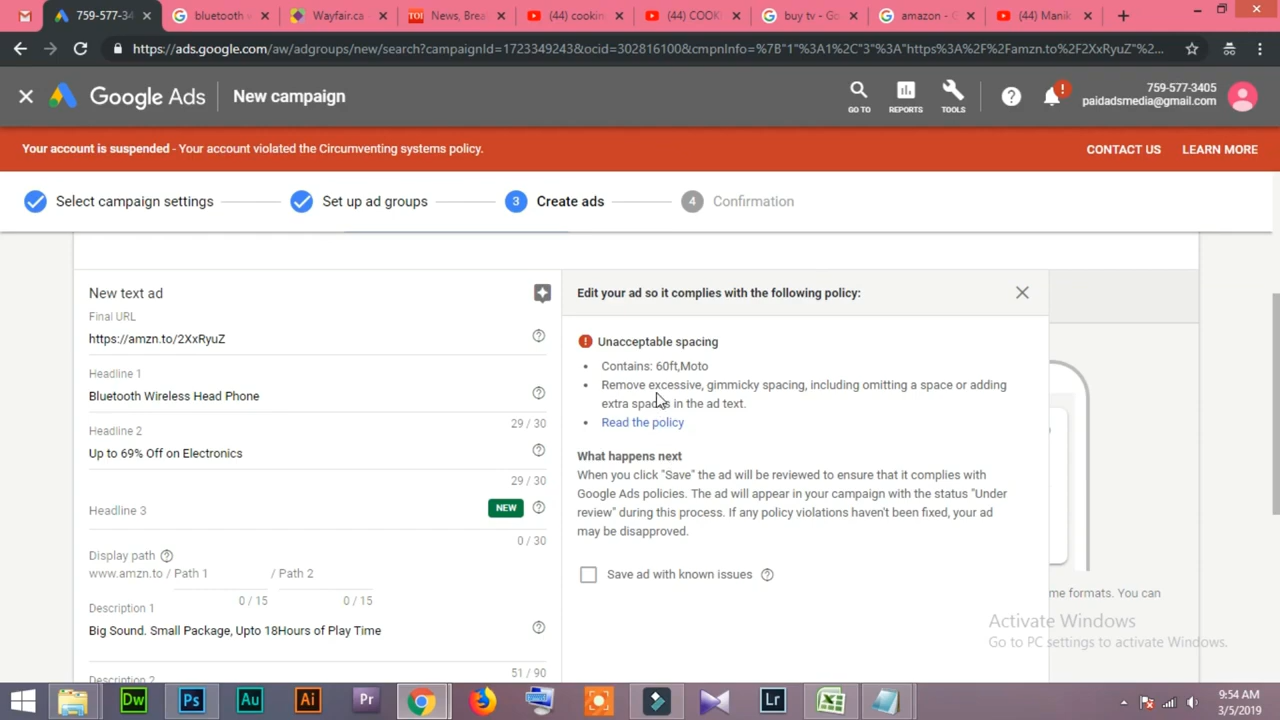 759-577-34
bluetooth v
Wayfair.ca -
TOI News, Brea
(44) cookin
(44) COOK
buy tv - Go
amazon - G
(44) Manik
https://ads.google.com/aw/adgroups/new/search?campaignId=1723349243&ocid=302816100&cmpnInfo=%7B"1"%3A1%2C"3"%3A"https%3A%2F%2Famzn.to%2F2XxRyuZ"%2...
Google Ads
New campaign
GO TO
REPORTS
TOOLS
759-577-3405
paidadsmedia@gmail.com
Your account is suspended - Your account violated the Circumventing systems policy.
CONTACT US
LEARN MORE
Select campaign settings
Set up ad groups
3 Create ads
4 Confirmation
New text ad
Final URL
https://amzn.to/2XxRyuZ
Headline 1
Bluetooth Wireless Head Phone
29 / 30
Headline 2
Up to 69% Off on Electronics
29 / 30
Headline 3
NEW
0 / 30
Display path
www.amzn.to / Path 1 / Path 2
0 / 15 0 / 15
Description 1
Big Sound. Small Package, Upto 18Hours of Play Time
51 / 90
Description 2
Edit your ad so it complies with the following policy:
Unacceptable spacing
Contains: 60ft,Moto
Remove excessive, gimmicky spacing, including omitting a space or adding
extra spaces in the ad text.
Read the policy
What happens next
When you click "Save" the ad will be reviewed to ensure that it complies with
Google Ads policies. The ad will appear in your campaign with the status "Under
review" during this process. If any policy violations haven't been fixed, your ad
may be disapproved.
Save ad with known issues
me formats. You can
Activate Windows
Go to PC settings to activate Windows.
Dw
Ps
Au
Ai
Pr
Lr
9:54 AM
3/5/2019